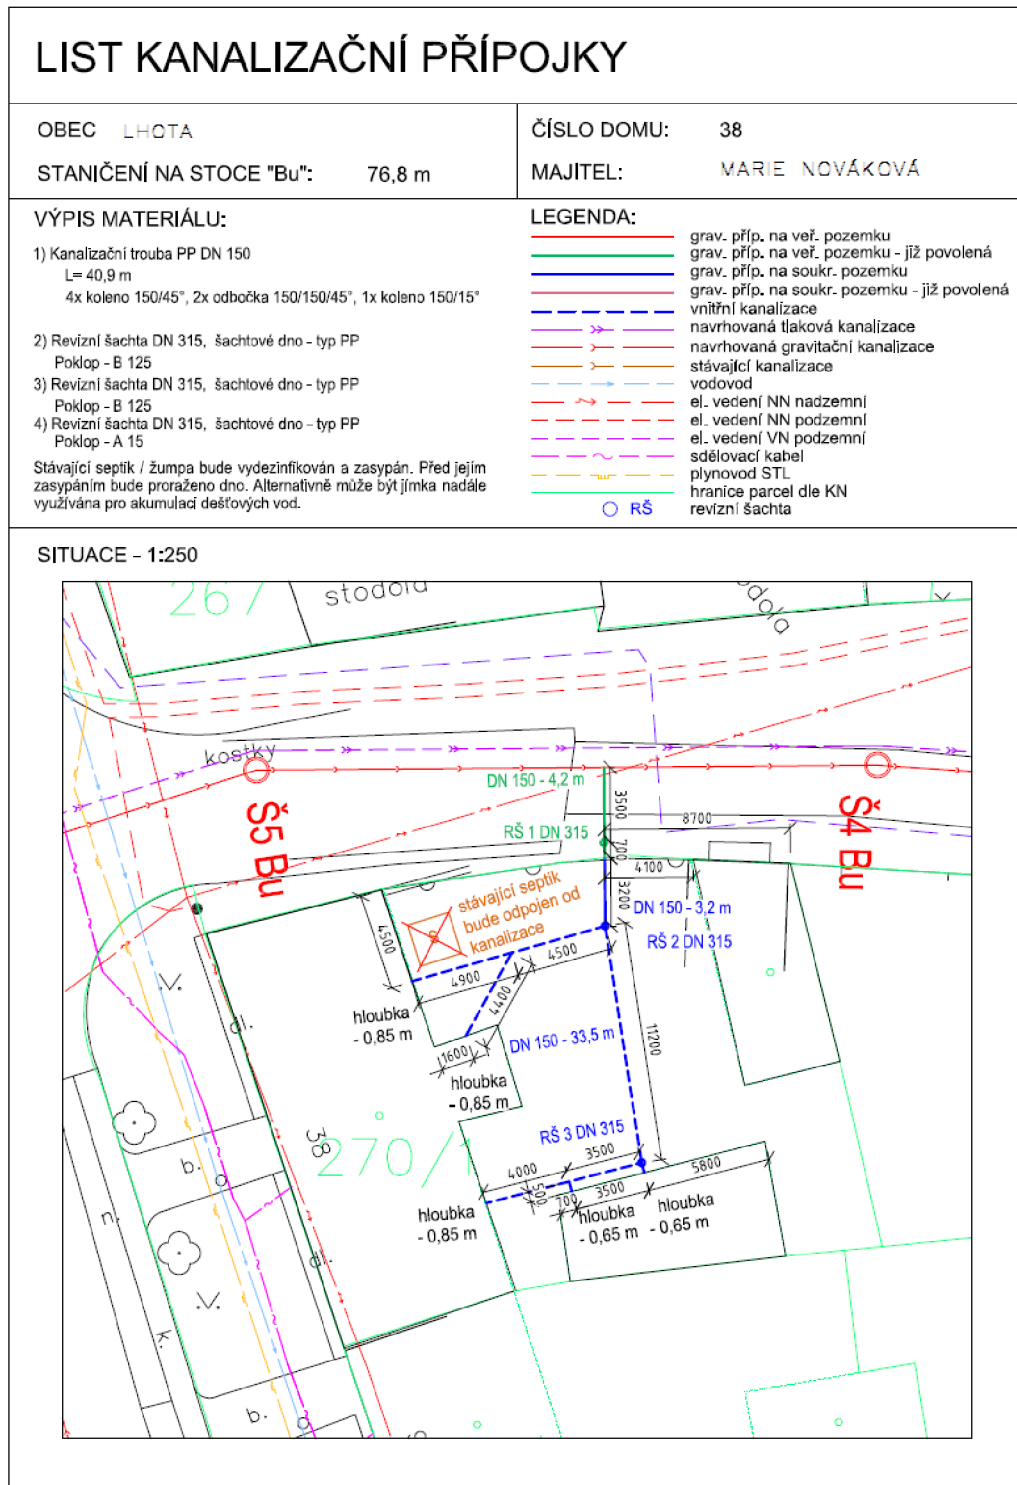 LIST KANALIZAČNÍ PŘÍPOJKY
OBEC LHOTA
STANIČENÍ NA STOCE "Bu": 76,8 m
ČÍSLO DOMU: 38
MAJITEL: MARIE NOVÁKOVÁ
VÝPIS MATERIÁLU:
1) Kanalizační trouba PP DN 150
L= 40,9 m
4x koleno 150/45°, 2x odbočka 150/150/45°, 1x koleno 150/15°
2) Revizní šachta DN 315, šachtové dno - typ PP
Poklop - B 125
3) Revizní šachta DN 315, šachtové dno - typ PP
Poklop - B 125
4) Revizní šachta DN 315, šachtové dno - typ PP
Poklop - A 15
Stávající septik / žumpa bude vydezinfikován a zasypán. Před jejím
zasypáním bude proraženo dno. Alternativně může být jímka nadále
využívána pro akumulaci dešťových vod.
LEGENDA:
grav. příp. na veř. pozemku
grav. příp. na veř. pozemku - již povolená
grav. příp. na soukr. pozemku
grav. příp. na soukr. pozemku - již povolená
vnitřní kanalizace
navrhovaná tlaková kanalizace
navrhovaná gravitační kanalizace
stávající kanalizace
vodovod
el. vedení NN nadzemní
el. vedení NN podzemní
el. vedení VN podzemní
sdělovací kabel
plynovod STL
hranice parcel dle KN
RŠ revizní šachta
SITUACE - 1:250
267
stodola
kostky
DN 150 - 4,2 m
3500
Š5 Bu
Š4 Bu
8700
RŠ 1 DN 315
700
4100
3200
stávající septik
bude odpojen od
kanalizace
DN 150 - 3,2 m
RŠ 2 DN 315
4500
4500
4900
4400
hloubka
- 0,85 m
DN 150 - 33,5 m
11200
1600
hloubka
- 0,85 m
38
270/1
RŠ 3 DN 315
3500
4000
5800
500
700
3500
hloubka
- 0,85 m
hloubka
- 0,65 m
hloubka
- 0,65 m
.V.
dl.
b.
n.
dl.
.V.
k.
b.